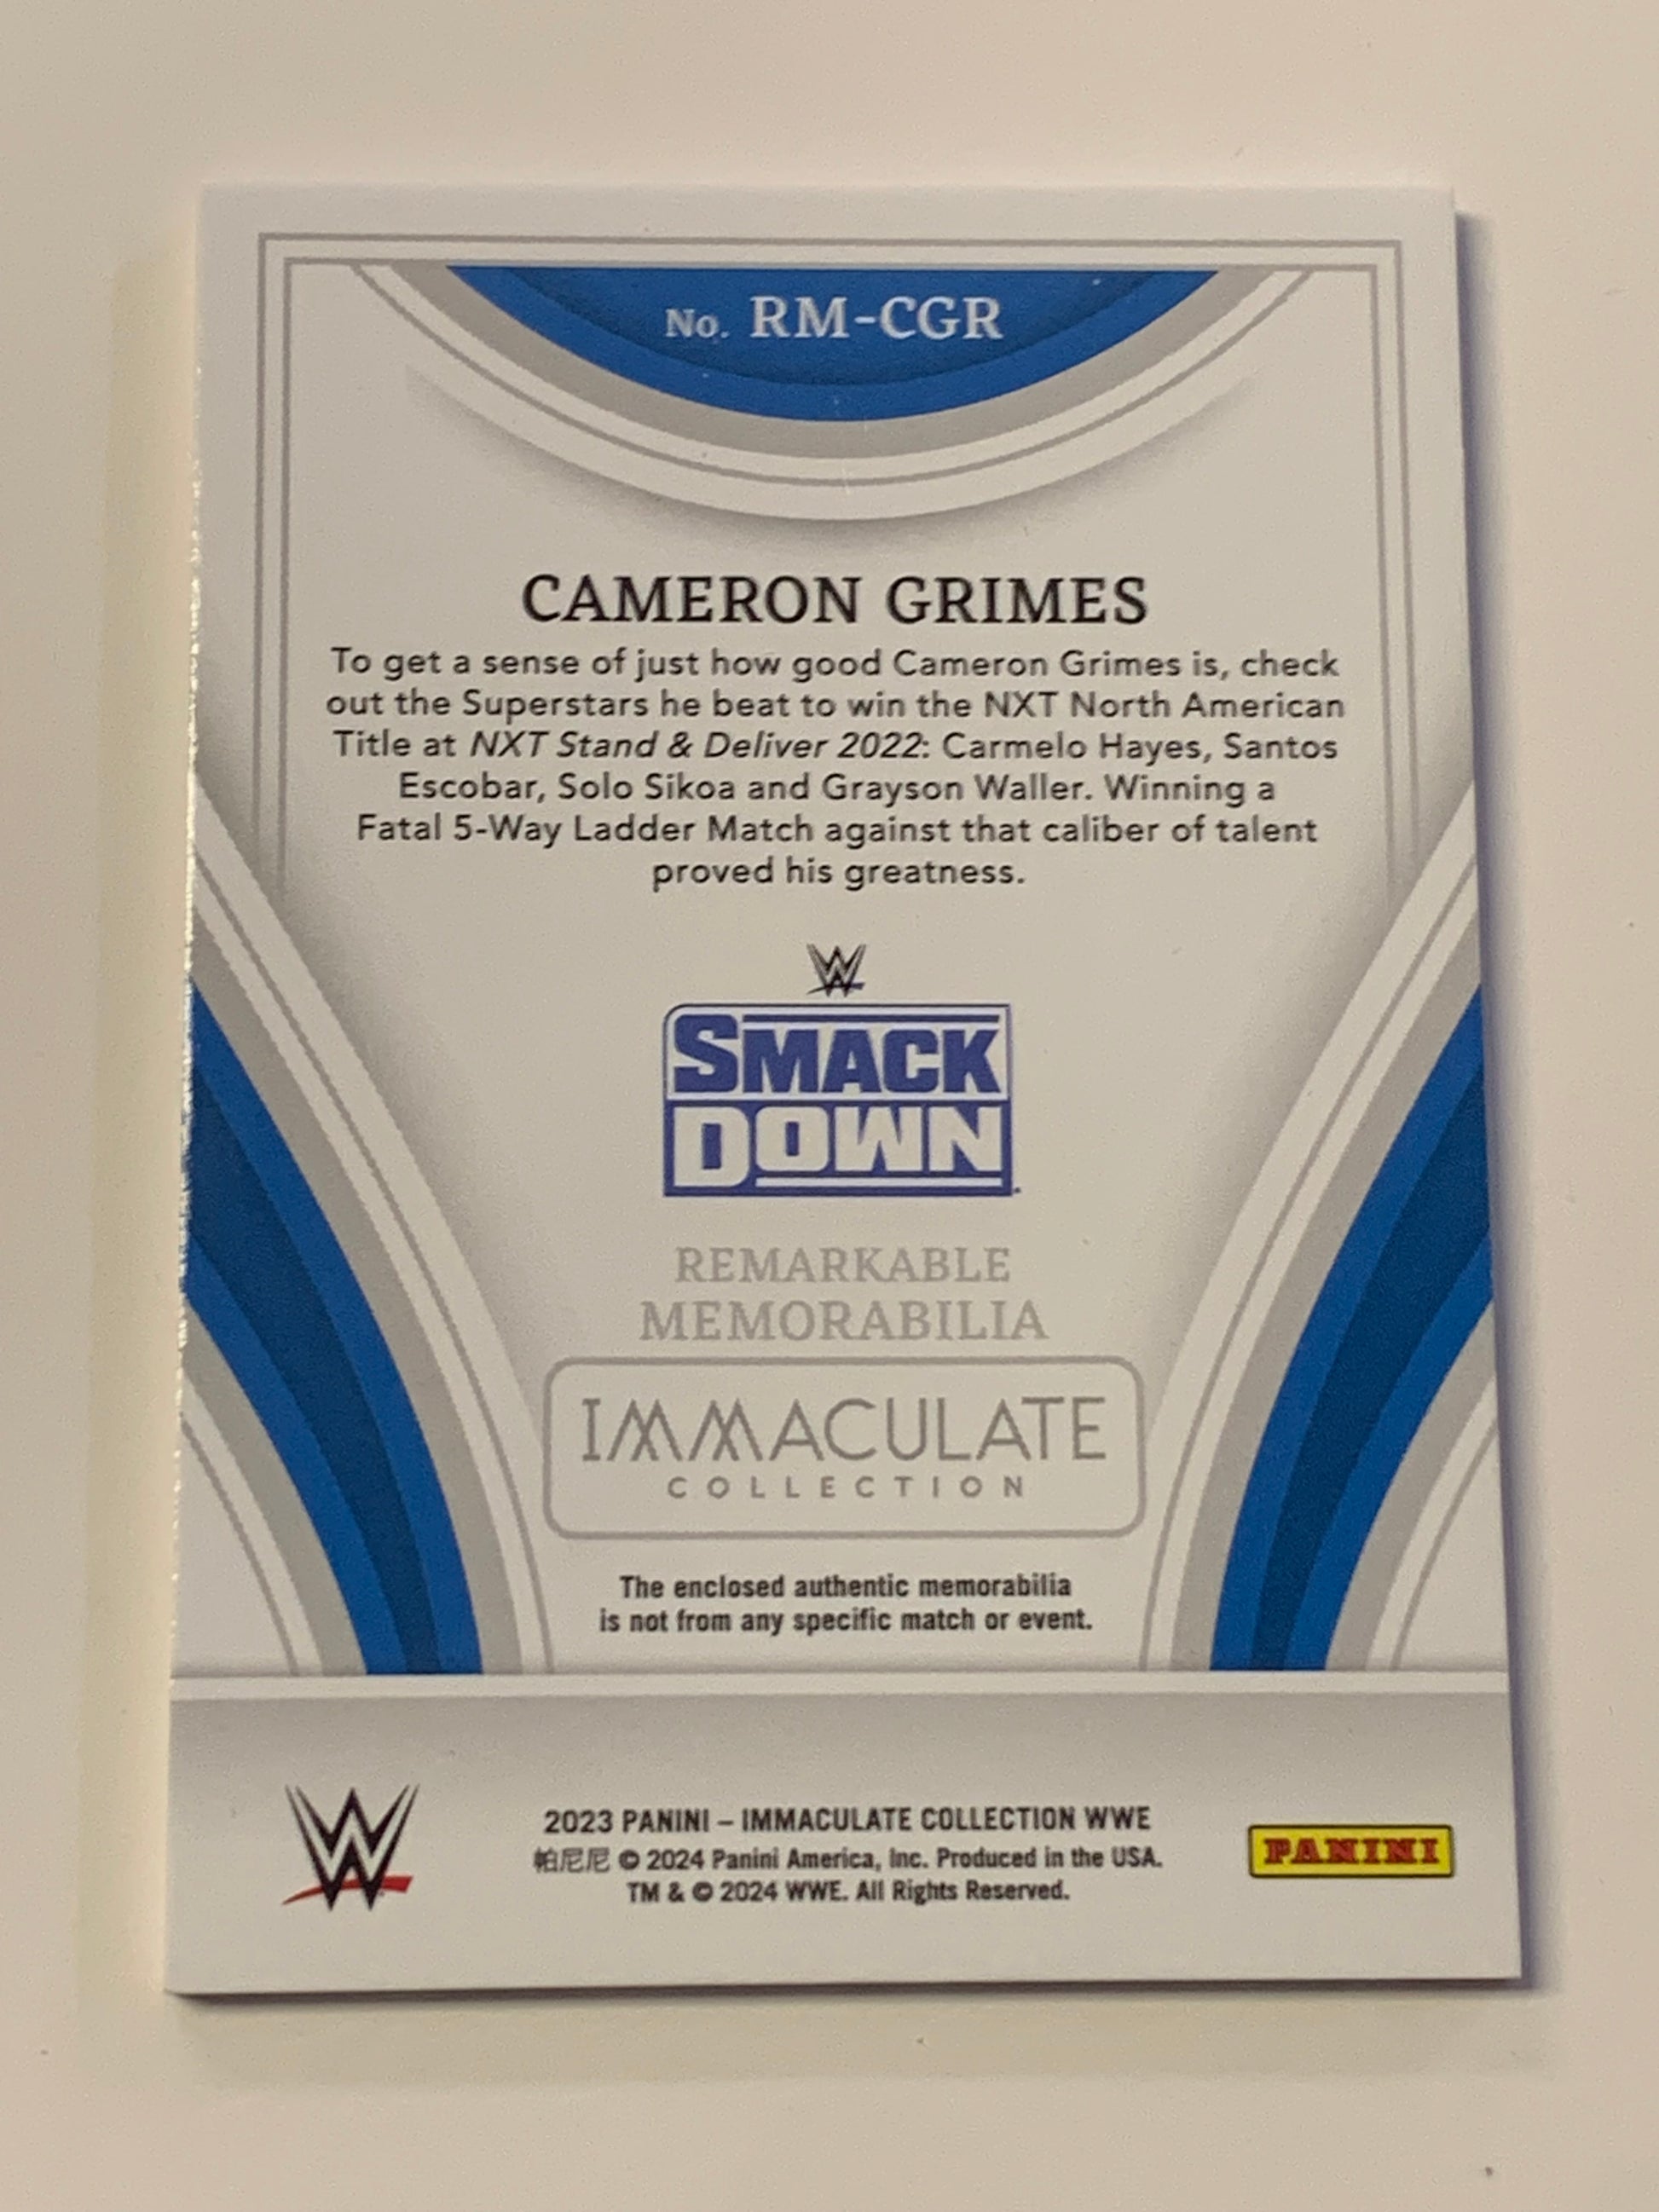 No. RM-CGR
CAMERON GRIMES
To get a sense of just how good Cameron Grimes is, check
out the Superstars he beat to win the NXT North American
Title at NXT Stand & Deliver 2022: Carmelo Hayes, Santos
Escobar, Solo Sikoa and Grayson Waller. Winning a
Fatal 5-Way Ladder Match against that caliber of talent
proved his greatness.
W
SMACK
DOWN
REMARKABLE
MEMORABILIA
IMMACULATE
COLLECTION
The enclosed authentic memorabilia
is not from any specific match or event.
W
2023 PANINI – IMMACULATE COLLECTION WWE
帕尼尼 © 2024 Panini America, Inc. Produced in the USA.
TM & © 2024 WWE. All Rights Reserved.
PANINI